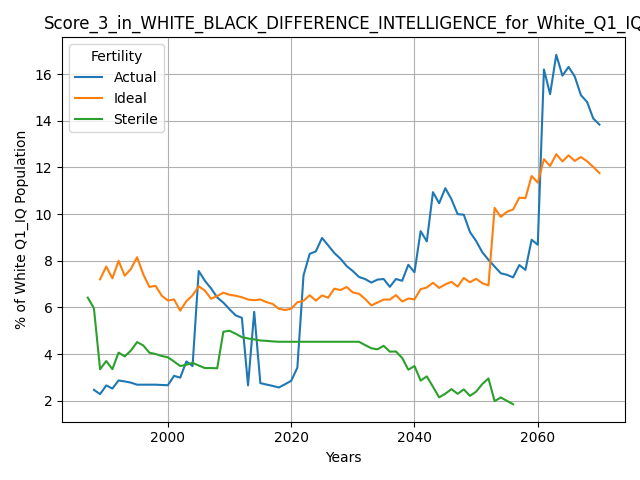 Score_3_in_WHITE_BLACK_DIFFERENCE_INTELLIGENCE_for_White_Q1_IQ
Fertility
Actual
Ideal
Sterile
% of White Q1_IQ Population
16
14
12
10
8
6
4
2
2000 2020 2040 2060
Years